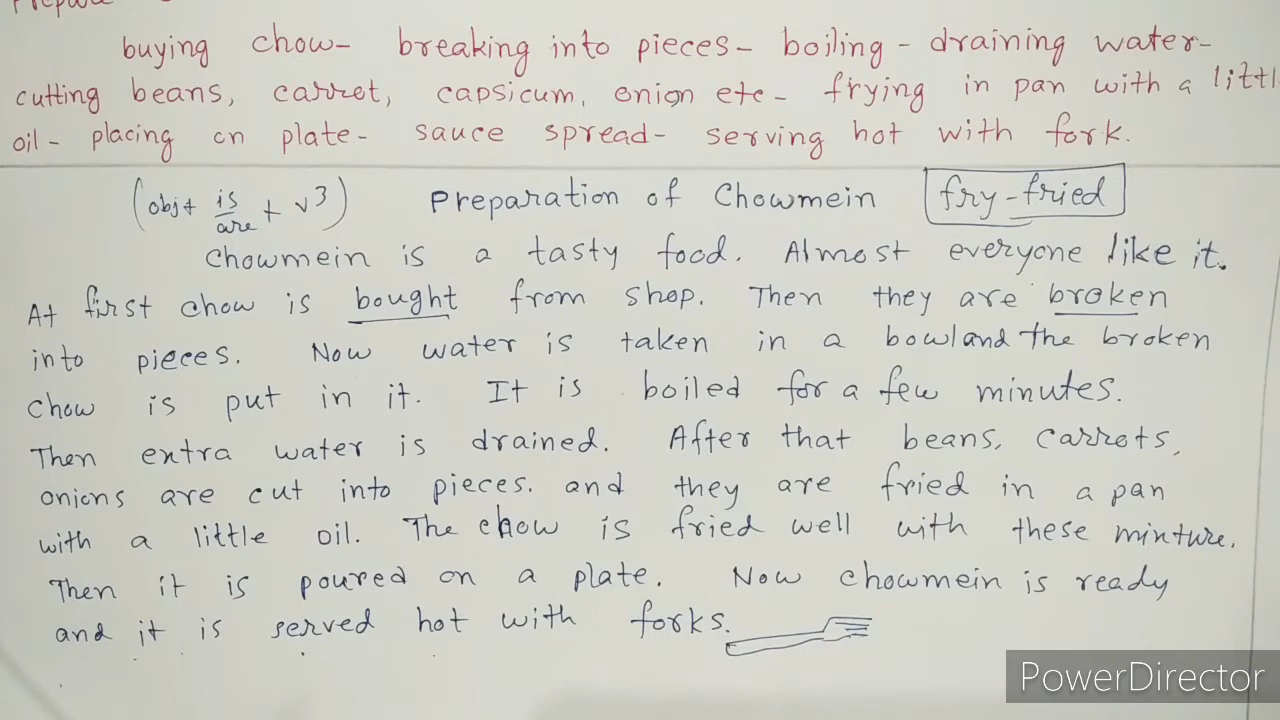 buying chow- breaking into pieces- boiling - draining water-
cutting beans, carret, capsicum, onion etc- frying in pan with a littl
oil- placing on plate- sauce spread- serving hot with fork.
(obj+ is/are + v3) Preparation of Chowmein fry-fried
Chowmein is a tasty food. Almost everyone like it.
At first chow is bought from shop. Then they are broken
into pieces. Now water is taken in a bowl and the broken
chow is put in it. It is boiled for a few minutes.
Then extra water is drained. After that beans, carrots,
onions are cut into pieces. and they are fried in a pan
with a little oil. The chow is fried well with these minture.
Then it is poured on a plate. Now chowmein is ready
and it is served hot with forks.
PowerDirector